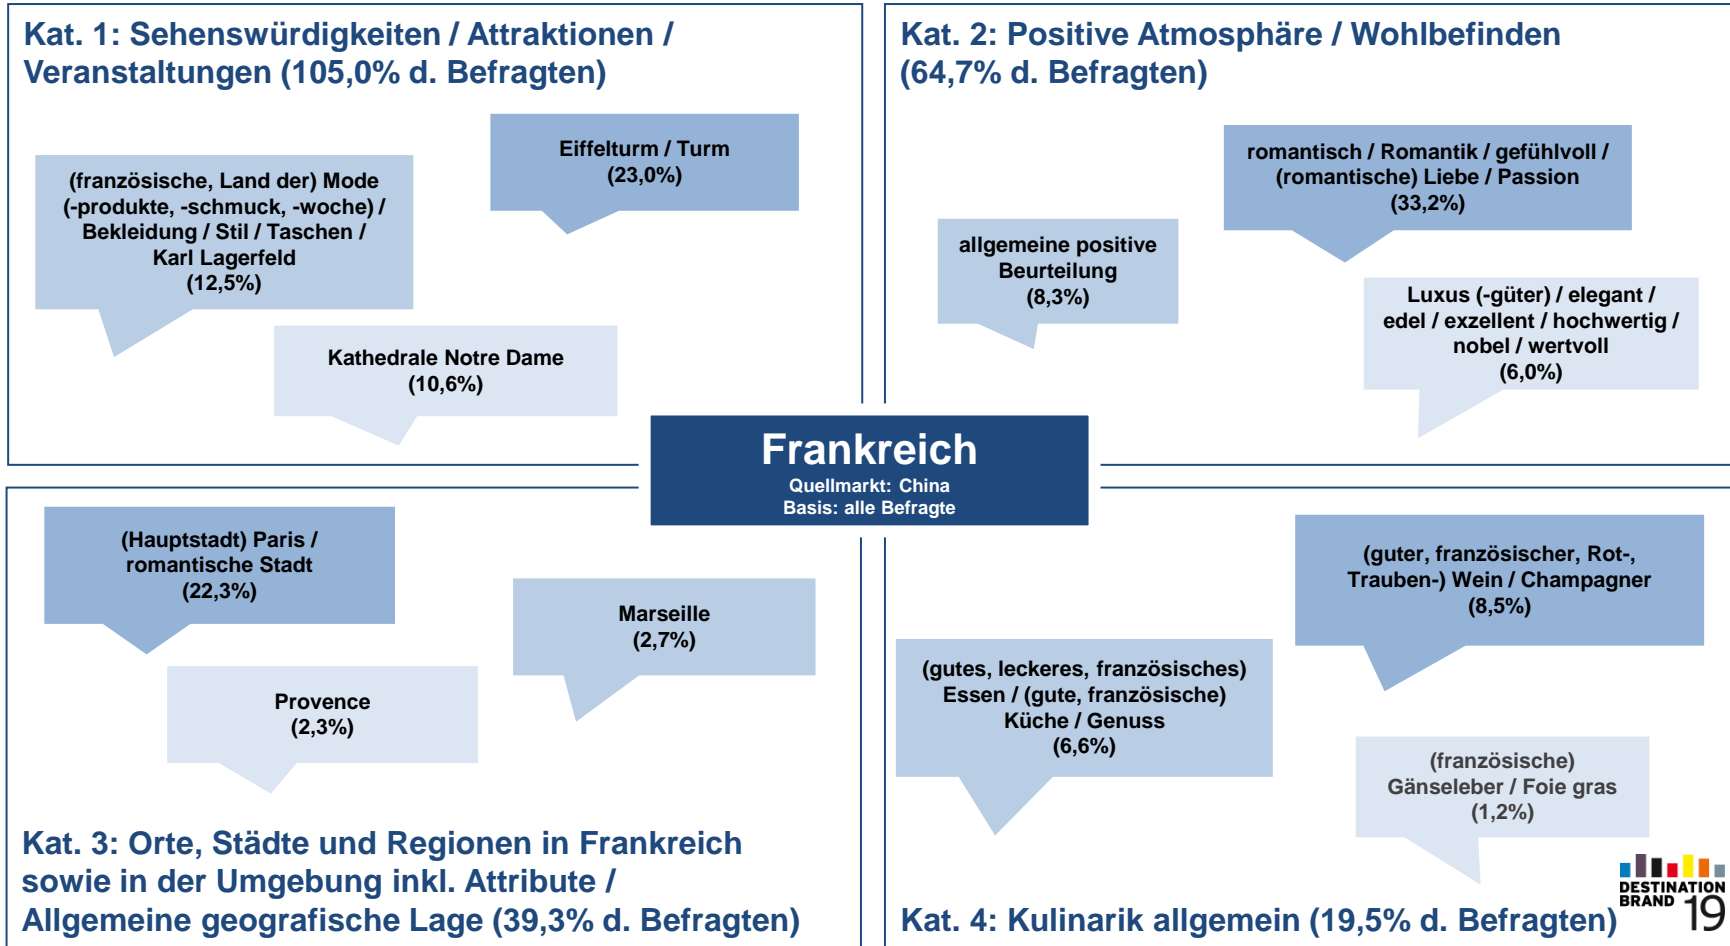 Kat. 1: Sehenswürdigkeiten / Attraktionen /
Veranstaltungen (105,0% d. Befragten)
Eiffelturm / Turm
(23,0%)
(französische, Land der) Mode
(-produkte, -schmuck, -woche) /
Bekleidung / Stil / Taschen /
Karl Lagerfeld
(12,5%)
Kathedrale Notre Dame
(10,6%)
Kat. 2: Positive Atmosphäre / Wohlbefinden
(64,7% d. Befragten)
romantisch / Romantik / gefühlvoll /
(romantische) Liebe / Passion
(33,2%)
allgemeine positive
Beurteilung
(8,3%)
Luxus (-güter) / elegant /
edel / exzellent / hochwertig /
nobel / wertvoll
(6,0%)
Frankreich
Quellmarkt: China
Basis: alle Befragte
(Hauptstadt) Paris /
romantische Stadt
(22,3%)
Marseille
(2,7%)
Provence
(2,3%)
Kat. 3: Orte, Städte und Regionen in Frankreich
sowie in der Umgebung inkl. Attribute /
Allgemeine geografische Lage (39,3% d. Befragten)
(guter, französischer, Rot-,
Trauben-) Wein / Champagner
(8,5%)
(gutes, leckeres, französisches)
Essen / (gute, französische)
Küche / Genuss
(6,6%)
(französische)
Gänseleber / Foie gras
(1,2%)
Kat. 4: Kulinarik allgemein (19,5% d. Befragten)
DESTINATION
BRAND 19